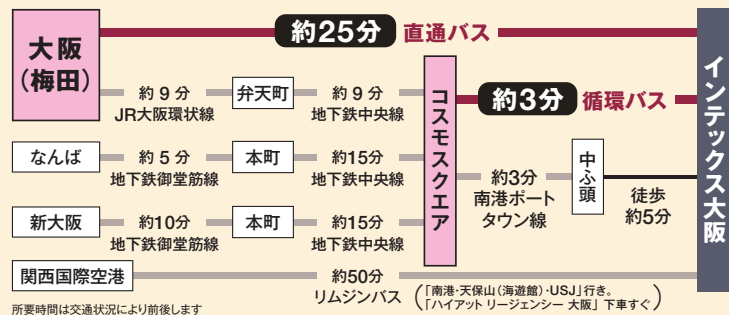 大阪
(梅田)
約25分 直通バス
約9分
JR大阪環状線
弁天町
約9分
地下鉄中央線
コスモスクエア
約3分 循環バス
インテックス大阪
なんば
約5分
地下鉄御堂筋線
本町
約15分
地下鉄中央線
約3分
南港ポート
タウン線
中ふ頭
徒歩
約5分
新大阪
約10分
地下鉄御堂筋線
本町
約15分
地下鉄中央線
関西国際空港
約50分
リムジンバス
(「南港・天保山(海遊館)・USJ」行き。
「ハイアット リージェンシー 大阪」下車すぐ)
所要時間は交通状況により前後します